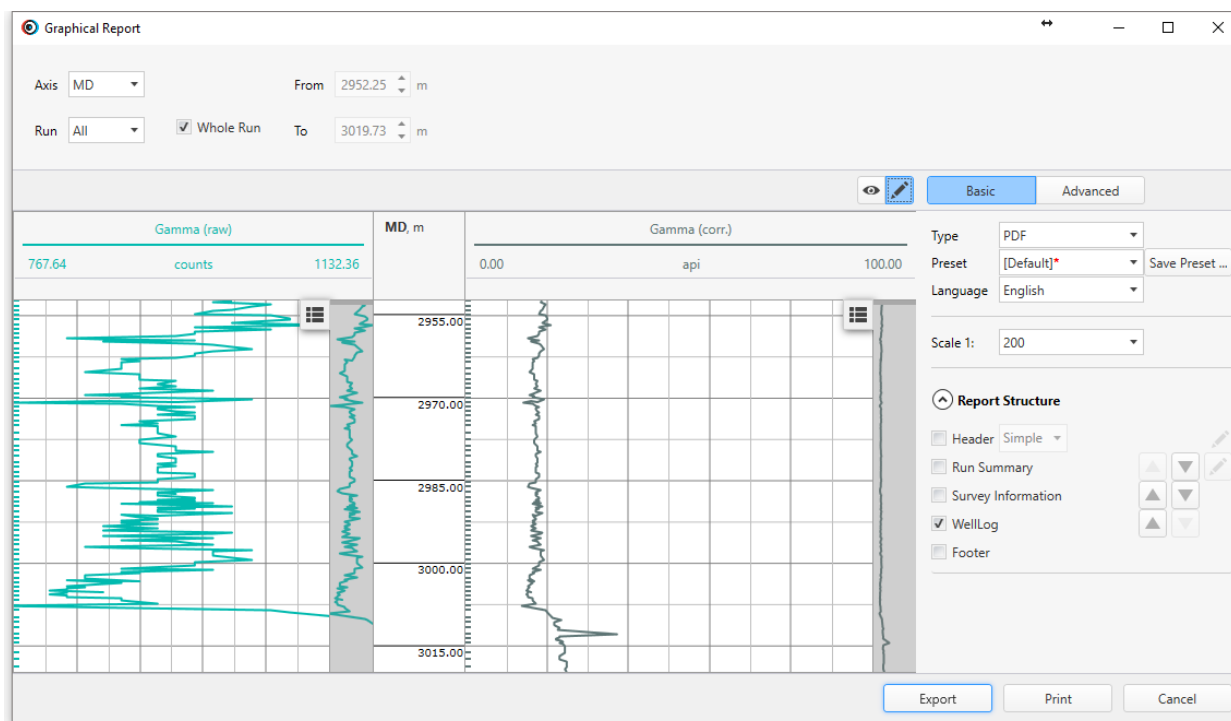 Graphical Report
Axis MD From 2952.25 m
Run All Whole Run To 3019.73 m
Basic Advanced
Gamma (raw) MD, m Gamma (corr.)
767.64 counts 1132.36 0.00 api 100.00
Type PDF
Preset [Default]* Save Preset ...
Language English
Scale 1: 200
Report Structure
Header Simple
Run Summary
Survey Information
WellLog
Footer
2955.00
2970.00
2985.00
3000.00
3015.00
Export Print Cancel